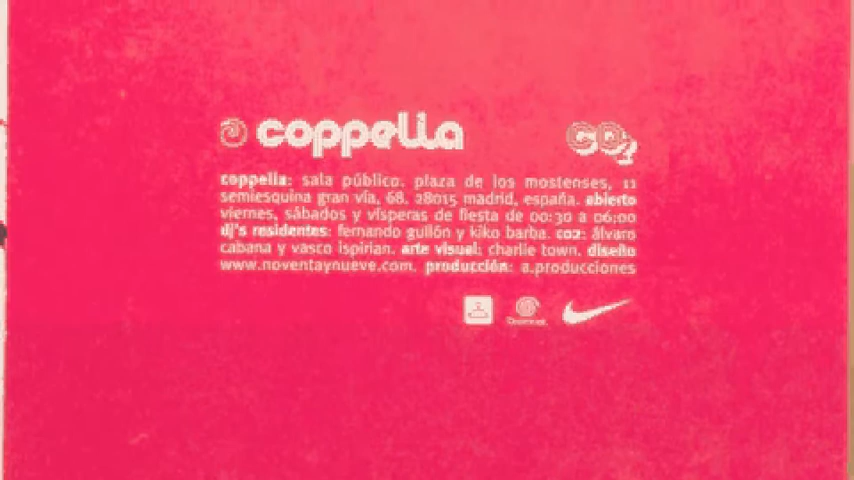 coppelia CO2
coppelia: sala público. plaza de los mostenses, 11
semiesquina gran vía, 68. 28015 madrid, españa. abierto
viernes, sábados y vísperas de fiesta de 00:30 a 06:00
dj's residentes: fernando gullón y kiko barba. co2: álvaro
cabana y vasco ispirian. arte visual: charlie town. diseño
www.noventaynueve.com. producción: a.producciones
Dreamcast.